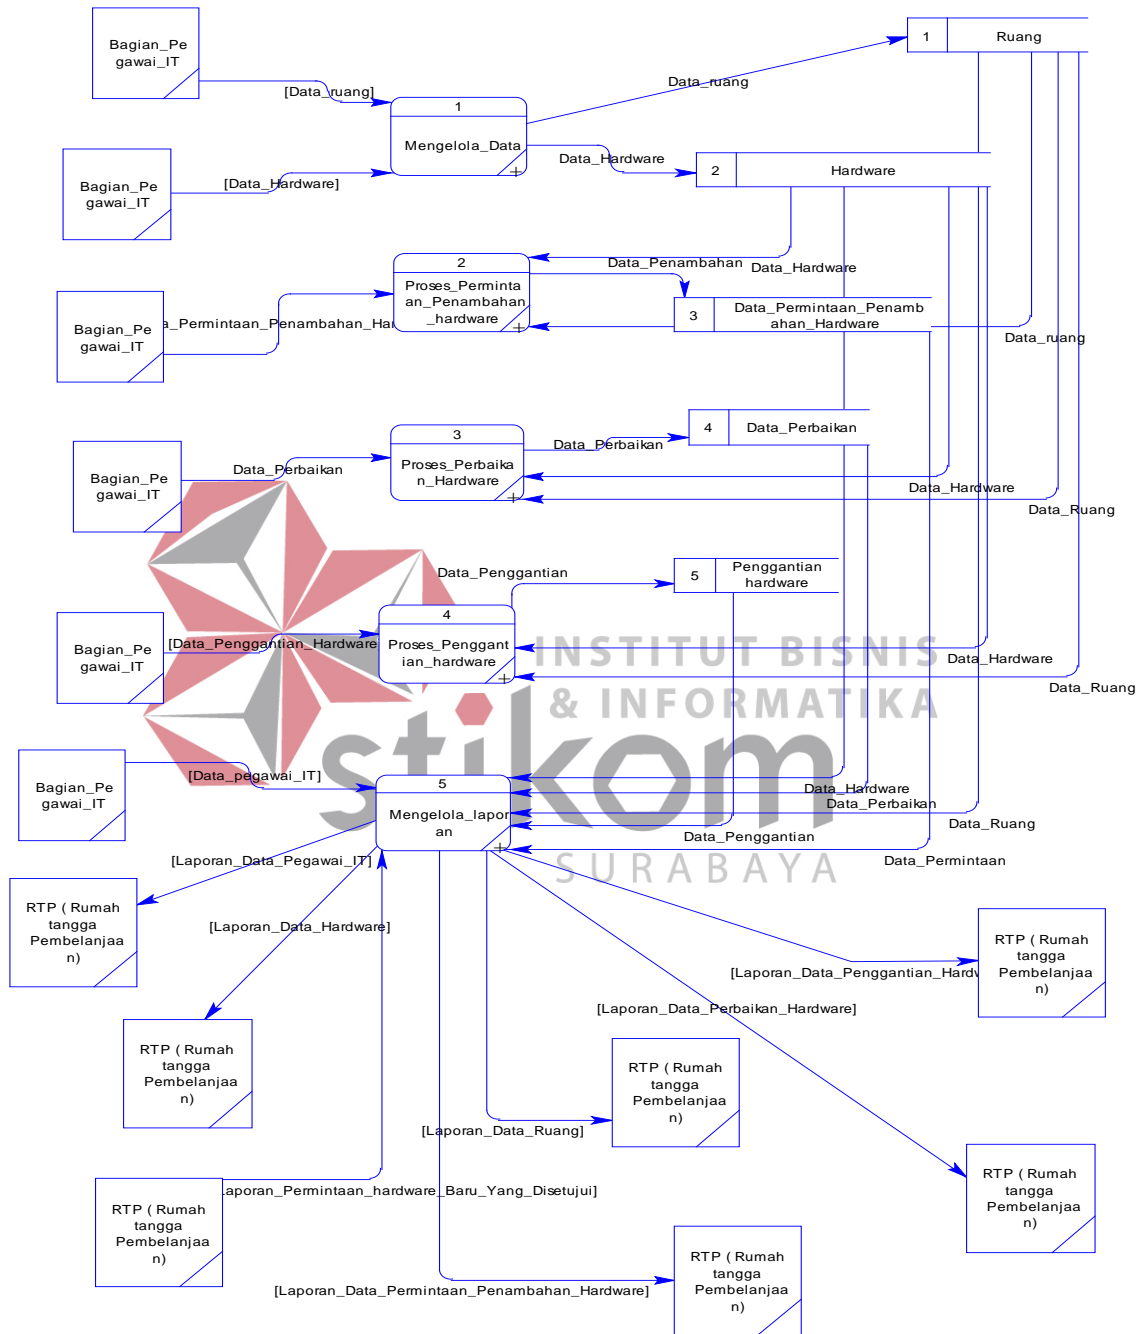 Bagian_Pe
gawai_IT
[Data_ruang]
1
Mengelola_Data
Data_ruang
1
Ruang
Bagian_Pe
gawai_IT
[Data_Hardware]
Data_Hardware
2
Hardware
Bagian_Pe
gawai_IT
a_Permintaan_Penambahan_Har
2
Proses_Perminta
an_Penambahan
_hardware
Data_Penambahan
Data_Hardware
3
Data_Permintaan_Penamb
ahan_Hardware
Data_ruang
Bagian_Pe
gawai_IT
Data_Perbaikan
3
Proses_Perbaika
n_Hardware
Data_Perbaikan
4
Data_Perbaikan
Data_Hardware
Data_Ruang
Bagian_Pe
gawai_IT
[Data_Penggantian_Hardware
4
Proses_Penggant
ian_hardware
Data_Penggantian
5
Penggantian
hardware
Data_Hardware
Data_Ruang
INSTITUT BISNIS
& INFORMATIKA
stikom
SURABAYA
Bagian_Pe
gawai_IT
[Data_pegawai_IT]
5
Mengelola_lapor
an
Data_Hardware
Data_Perbaikan
Data_Ruang
Data_Penggantian
Data_Permintaan
[Laporan_Data_Pegawai_IT]
RTP ( Rumah
tangga
Pembelanjaa
n)
[Laporan_Data_Hardware]
RTP ( Rumah
tangga
Pembelanjaa
n)
[Laporan_Data_Penggantian_Hardw
RTP ( Rumah
tangga
Pembelanjaa
n)
[Laporan_Data_Perbaikan_Hardware]
RTP ( Rumah
tangga
Pembelanjaa
n)
[Laporan_Data_Ruang]
RTP ( Rumah
tangga
Pembelanjaa
n)
RTP ( Rumah
tangga
Pembelanjaa
n)
aporan_Permintaan_hardware_Baru_Yang_Disetujui]
[Laporan_Data_Permintaan_Penambahan_Hardware]
RTP ( Rumah
tangga
Pembelanjaa
n)